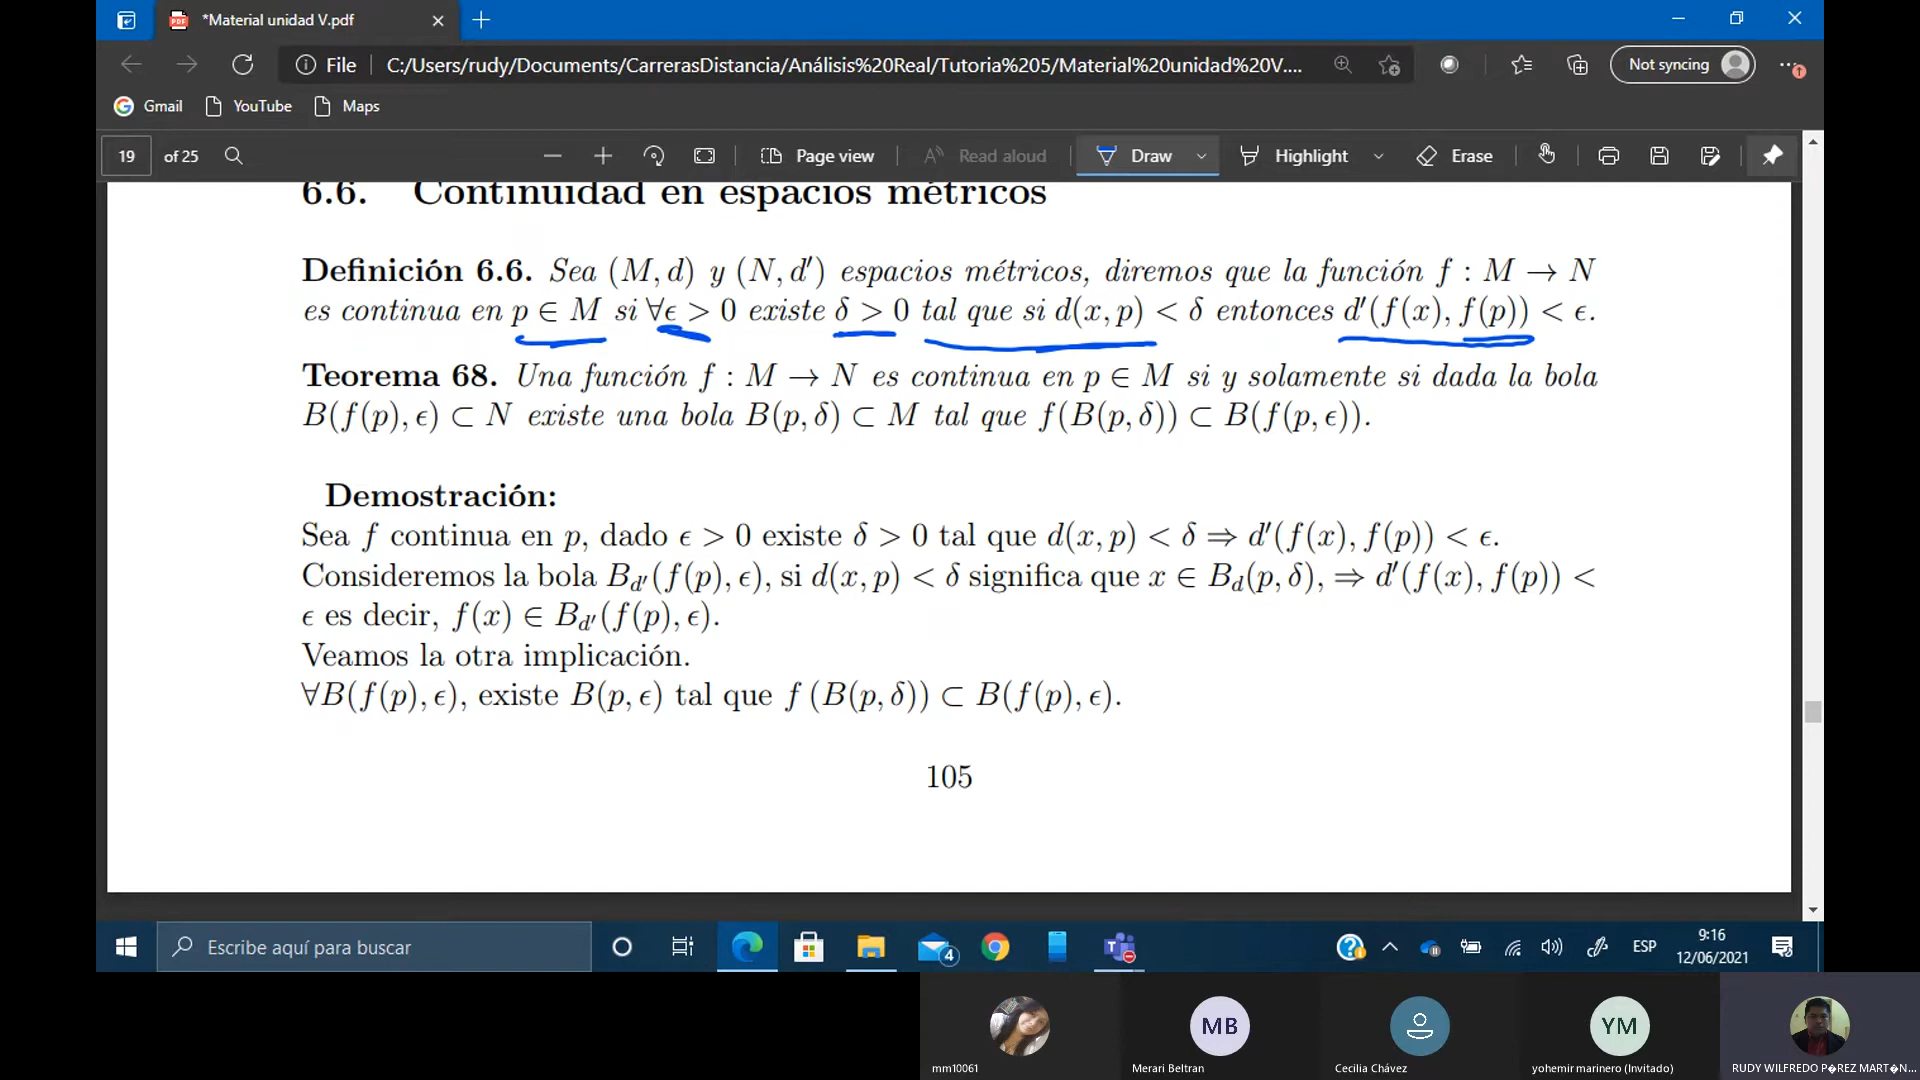 *Material unidad V.pdf
File
C:/Users/rudy/Documents/CarrerasDistancia/Análisis%20Real/Tutoria%205/Material%20unidad%20V....
Not syncing
Gmail YouTube Maps
19 of 25 Page view Read aloud Draw Highlight Erase
6.6. Continuidad en espacios métricos
Definición 6.6. Sea (M, d) y (N, d′) espacios métricos, diremos que la función f : M → N
es continua en p ∈ M si ∀ϵ > 0 existe δ > 0 tal que si d(x, p) < δ entonces d′(f(x), f(p)) < ϵ.
Teorema 68. Una función f : M → N es continua en p ∈ M si y solamente si dada la bola
B(f(p), ϵ) ⊂ N existe una bola B(p, δ) ⊂ M tal que f(B(p, δ)) ⊂ B(f(p, ϵ)).
Demostración:
Sea f continua en p, dado ϵ > 0 existe δ > 0 tal que d(x, p) < δ ⇒ d′(f(x), f(p)) < ϵ.
Consideremos la bola B_d′(f(p), ϵ), si d(x, p) < δ significa que x ∈ B_d(p, δ), ⇒ d′(f(x), f(p)) <
ϵ es decir, f(x) ∈ B_d′(f(p), ϵ).
Veamos la otra implicación.
∀B(f(p), ϵ), existe B(p, ϵ) tal que f (B(p, δ)) ⊂ B(f(p), ϵ).
105
Escribe aquí para buscar
4
ESP
9:16
12/06/2021
MB
YM
mm10061
Merari Beltran
Cecilia Chávez
yohemir marinero (Invitado)
RUDY WILFREDO P�REZ MART�N...